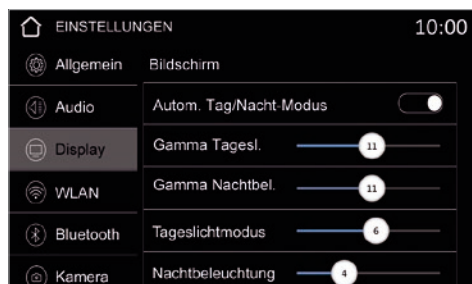 EINSTELLUNGEN 10:00
Allgemein Bildschirm
Audio Autom. Tag/Nacht-Modus
Display Gamma Tagesl. 11
WLAN Gamma Nachtbel. 11
Bluetooth Tageslichtmodus 6
Kamera Nachtbeleuchtung 4